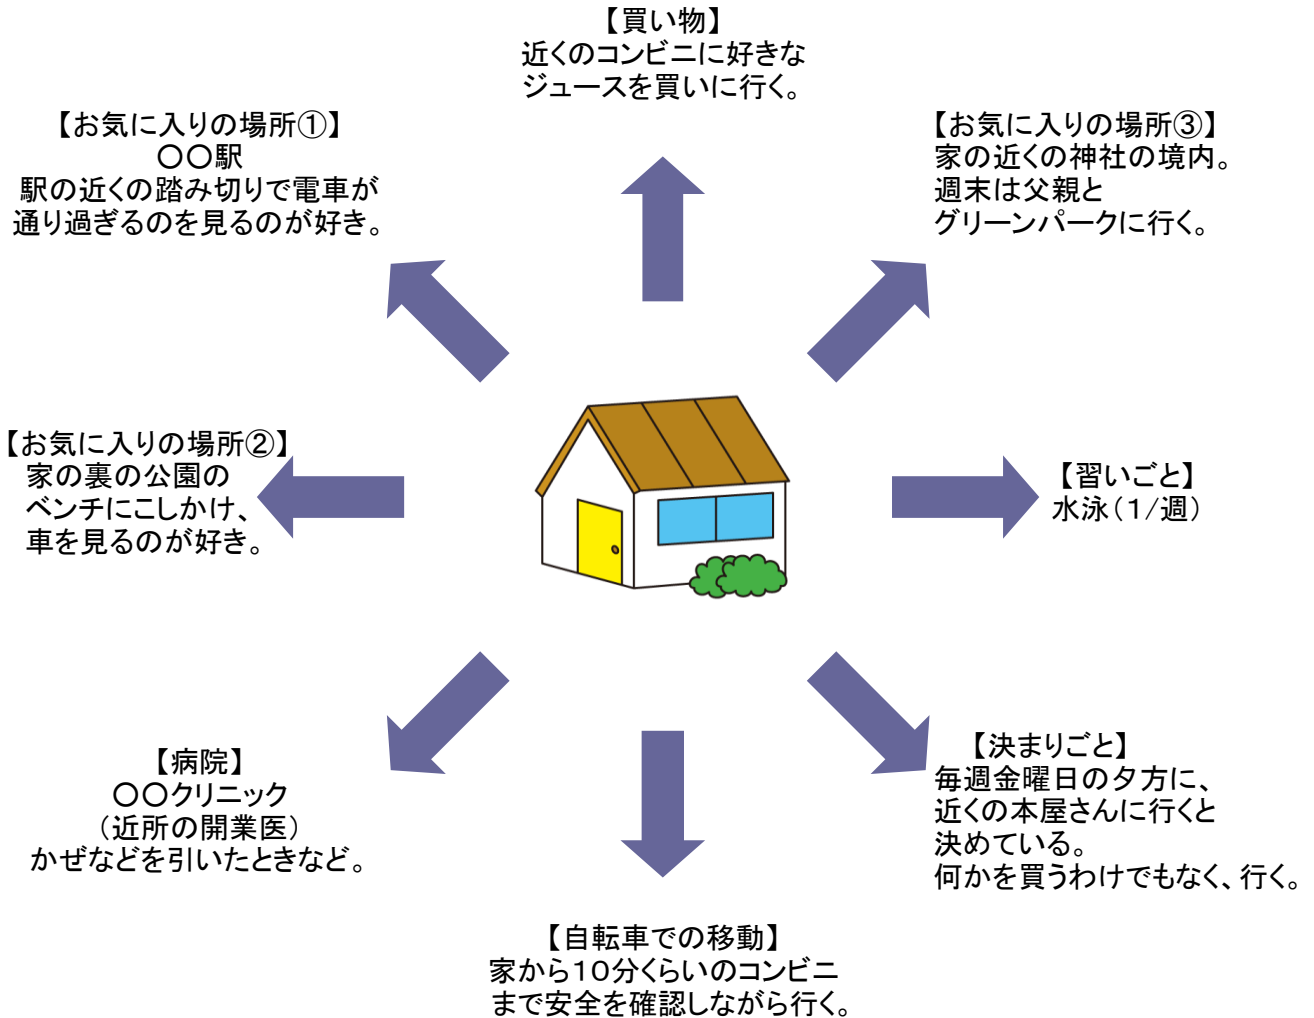 【買い物】
近くのコンビニに好きな
ジュースを買いに行く。
【お気に入りの場所①】
〇〇駅
駅の近くの踏み切りで電車が
通り過ぎるのを見るのが好き。
【お気に入りの場所③】
家の近くの神社の境内。
週末は父親と
グリーンパークに行く。
【お気に入りの場所②】
家の裏の公園の
ベンチにこしかけ、
車を見るのが好き。
【習いごと】
水泳(1/週)
【病院】
〇〇クリニック
(近所の開業医)
かぜなどを引いたときなど。
【決まりごと】
毎週金曜日の夕方に、
近くの本屋さんに行くと
決めている。
何かを買うわけでもなく、行く。
【自転車での移動】
家から10分くらいのコンビニ
まで安全を確認しながら行く。